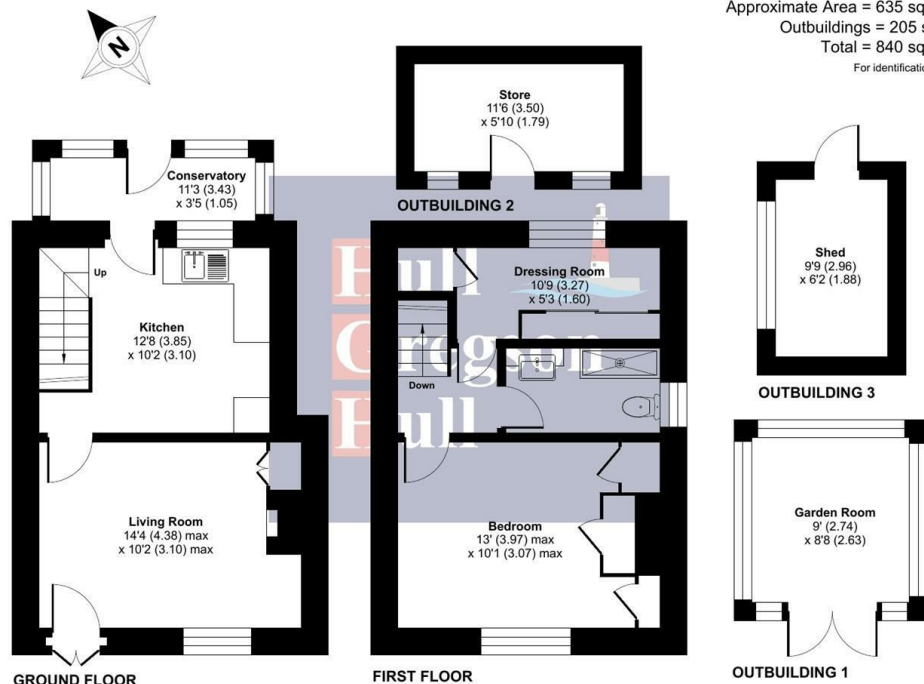 Approximate Area = 635 sq
Outbuildings = 205 s
Total = 840 sq
For identificatio
N
Store
11'6 (3.50)
x 5'10 (1.79)
OUTBUILDING 2
Conservatory
11'3 (3.43)
x 3'5 (1.05)
Up
Kitchen
12'8 (3.85)
x 10'2 (3.10)
Living Room
14'4 (4.38) max
x 10'2 (3.10) max
GROUND FLOOR
Dressing Room
10'9 (3.27)
x 5'3 (1.60)
Down
Bedroom
13' (3.97) max
x 10'1 (3.07) max
FIRST FLOOR
Hull
Gregson
Hull
Shed
9'9 (2.96)
x 6'2 (1.88)
OUTBUILDING 3
Garden Room
9' (2.74)
x 8'8 (2.63)
OUTBUILDING 1